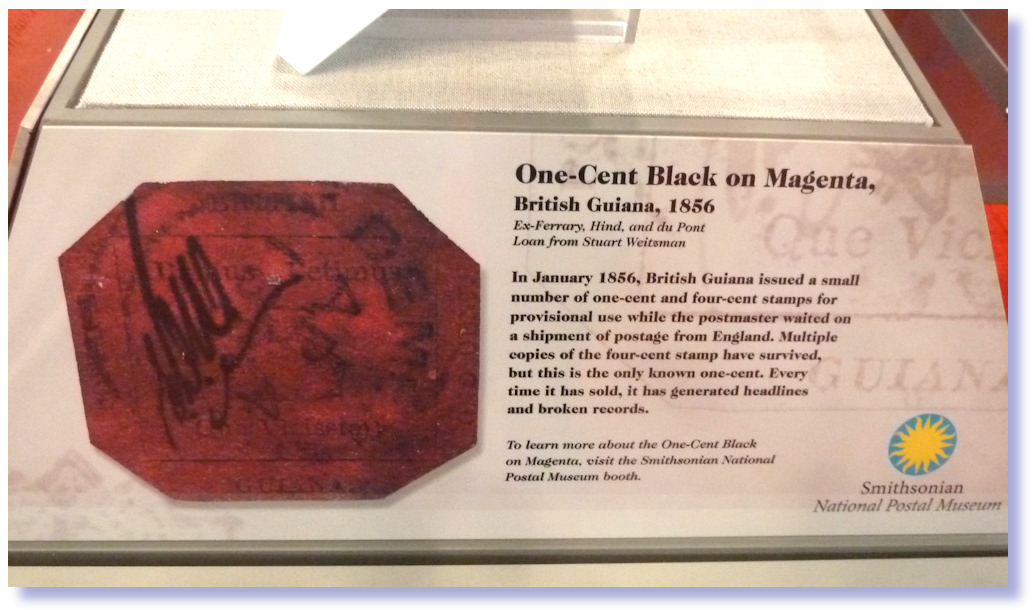 One-Cent Black on Magenta,
British Guiana, 1856
Ex-Ferrary, Hind, and du Pont
Loan from Stuart Weitsman
In January 1856, British Guiana issued a small
number of one-cent and four-cent stamps for
provisional use while the postmaster waited on
a shipment of postage from England. Multiple
copies of the four-cent stamp have survived,
but this is the only known one-cent. Every
time it has sold, it has generated headlines
and broken records.
To learn more about the One-Cent Black
on Magenta, visit the Smithsonian National
Postal Museum booth.
Smithsonian
National Postal Museum
Que Vic
GUIANA
GUIANA